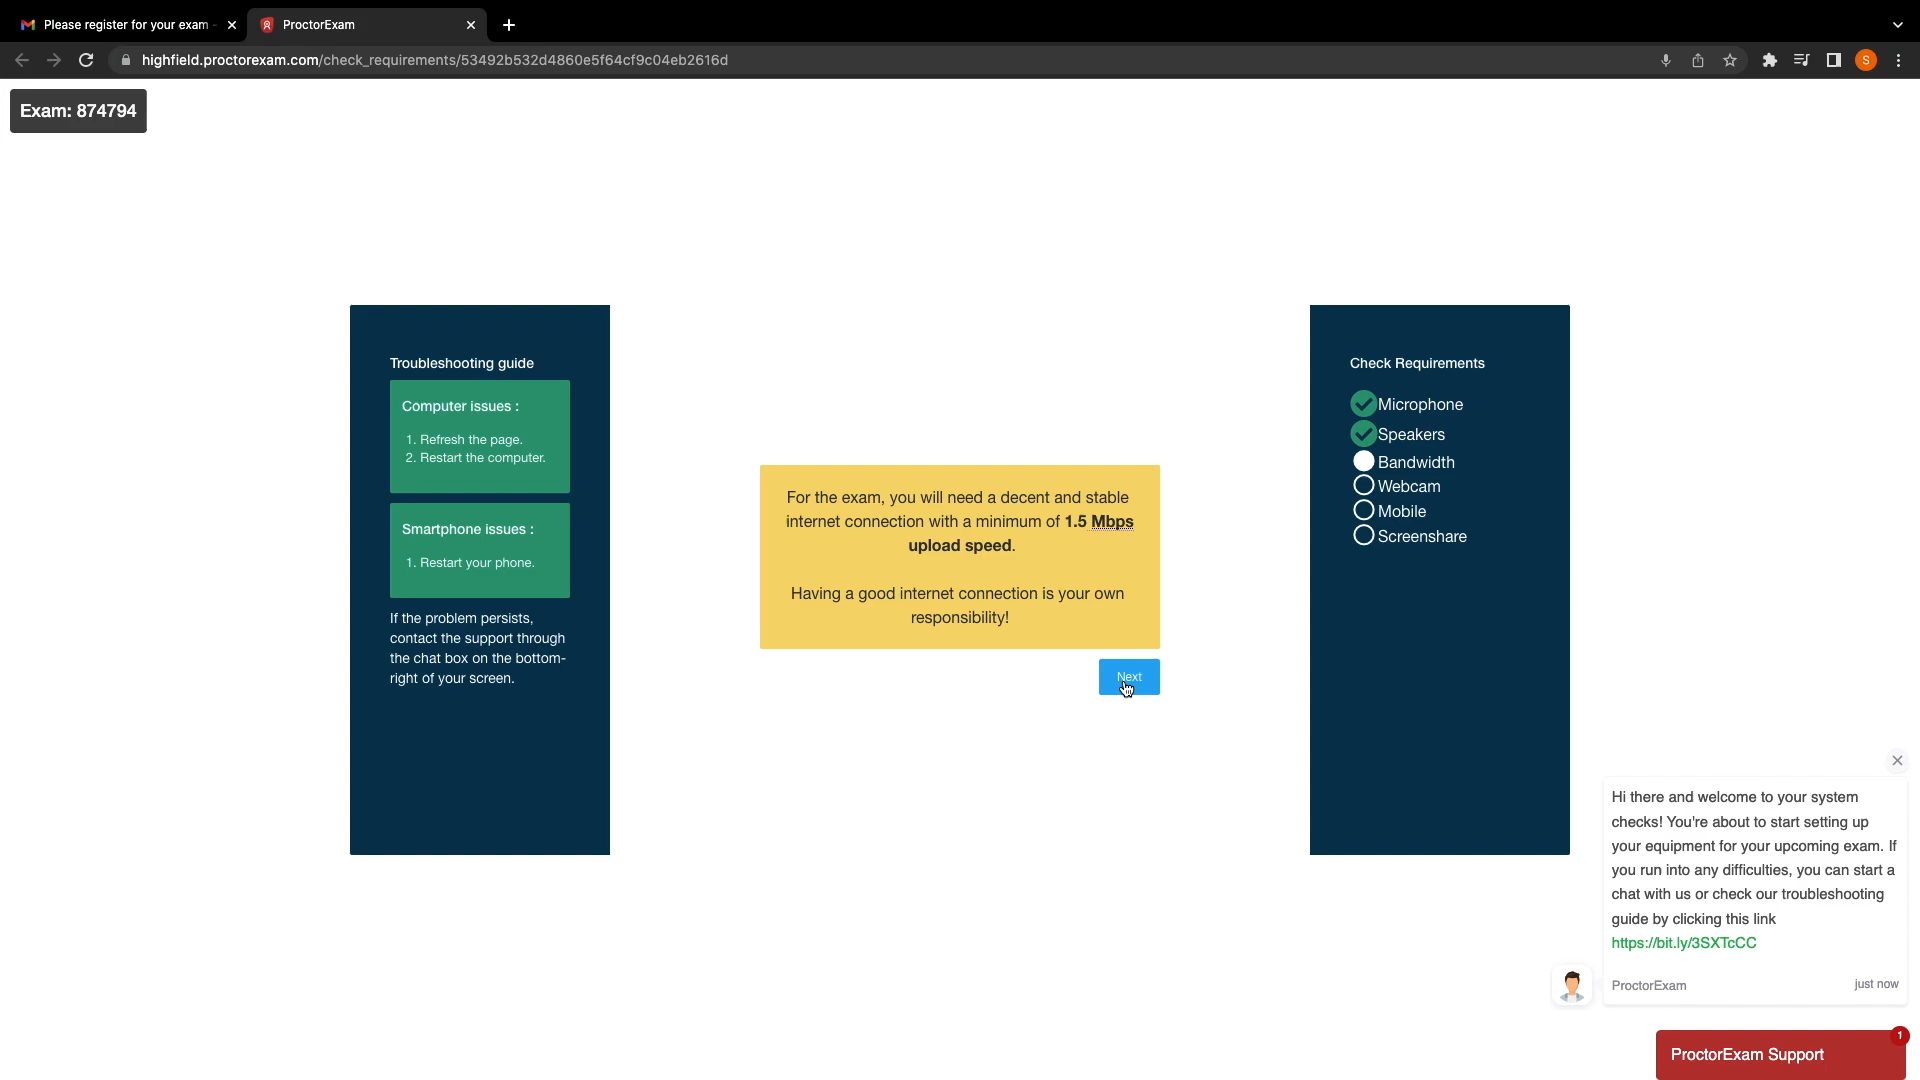 Please register for your exam -
ProctorExam
highfield.proctorexam.com/check_requirements/53492b532d4860e5f64cf9c04eb2616d
S
Exam: 874794
Troubleshooting guide
Computer issues :
1. Refresh the page.
2. Restart the computer.
Smartphone issues :
1. Restart your phone.
If the problem persists,
contact the support through
the chat box on the bottom-
right of your screen.
For the exam, you will need a decent and stable
internet connection with a minimum of 1.5 Mbps
upload speed.
Having a good internet connection is your own
responsibility!
Next
Check Requirements
Microphone
Speakers
Bandwidth
Webcam
Mobile
Screenshare
Hi there and welcome to your system
checks! You're about to start setting up
your equipment for your upcoming exam. If
you run into any difficulties, you can start a
chat with us or check our troubleshooting
guide by clicking this link
https://bit.ly/3SXTcCC
ProctorExam just now
1
ProctorExam Support